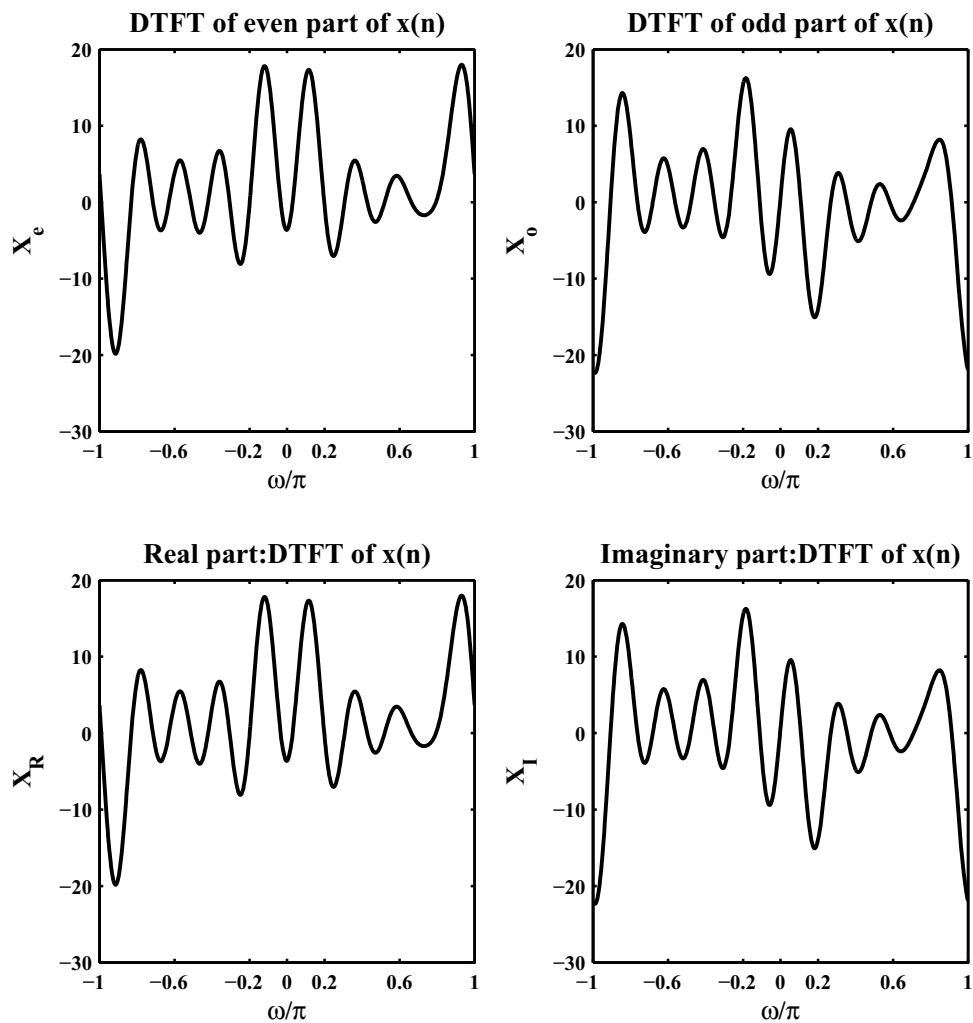 DTFT of even part of x(n)
20
10
0
−10
−20
−30
X_e
−1 −0.6 −0.2 0 0.2 0.6 1
ω/π
DTFT of odd part of x(n)
20
10
0
−10
−20
−30
X_o
−1 −0.6 −0.2 0 0.2 0.6 1
ω/π
Real part:DTFT of x(n)
20
10
0
−10
−20
−30
X_R
−1 −0.6 −0.2 0 0.2 0.6 1
ω/π
Imaginary part:DTFT of x(n)
20
10
0
−10
−20
−30
X_I
−1 −0.6 −0.2 0 0.2 0.6 1
ω/π